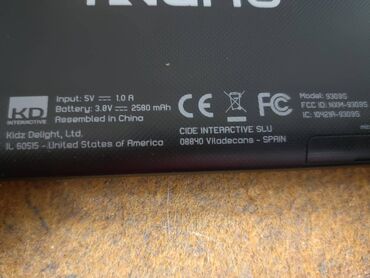 KD
INTERACTIVE
Input: 5V ⎓ 1.0 A
Battery: 3.8V ⎓ 2580 mAh
Assembled in China
Kidz Delight, Ltd.
IL 60515 - United States of America
CE FC
CIDE INTERACTIVE SLU
08840 Viladecans - SPAIN
Model: 9309S
FCC ID: NXM-9309S
IC: 10421A-9309S